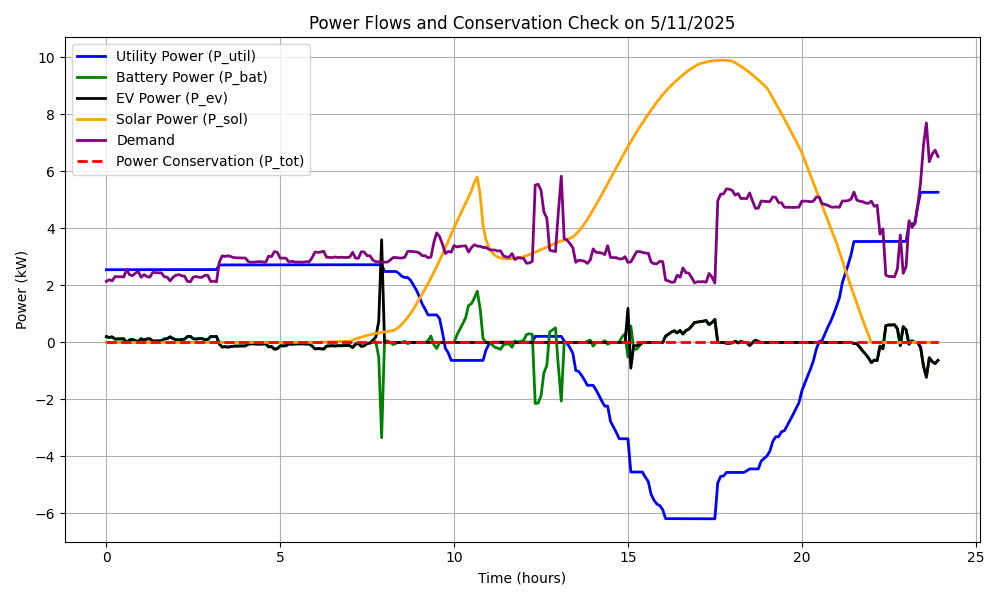 Power Flows and Conservation Check on 5/11/2025
Utility Power (P_util)
Battery Power (P_bat)
EV Power (P_ev)
Solar Power (P_sol)
Demand
Power Conservation (P_tot)
Power (kW)
10
8
6
4
2
0
−2
−4
−6
0 5 10 15 20 25
Time (hours)